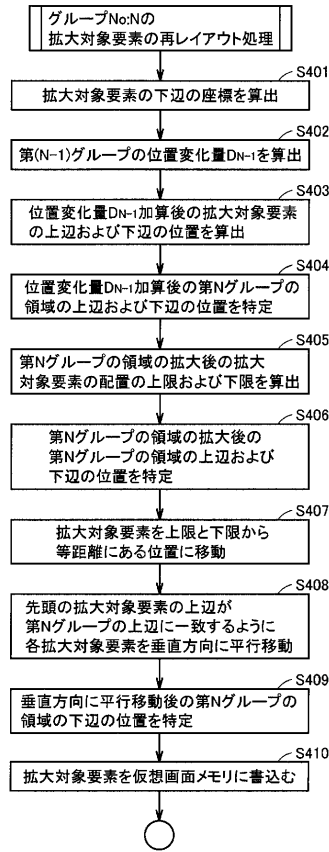 グループNo:Nの
拡大対象要素の再レイアウト処理
S401
拡大対象要素の下辺の座標を算出
S402
第(N-1)グループの位置変化量DN-1を算出
S403
位置変化量DN-1加算後の拡大対象要素
の上辺および下辺の位置を算出
S404
位置変化量DN-1加算後の第Nグループの
領域の上辺および下辺の位置を特定
S405
第Nグループの領域の拡大後の拡大
対象要素の配置の上限および下限を算出
S406
第Nグループの領域の拡大後の
第Nグループの領域の上辺および
下辺の位置を特定
S407
拡大対象要素を上限と下限から
等距離にある位置に移動
S408
先頭の拡大対象要素の上辺が
第Nグループの上辺に一致するように
各拡大対象要素を垂直方向に平行移動
S409
垂直方向に平行移動後の第Nグループの
領域の下辺の位置を特定
S410
拡大対象要素を仮想画面メモリに書込む